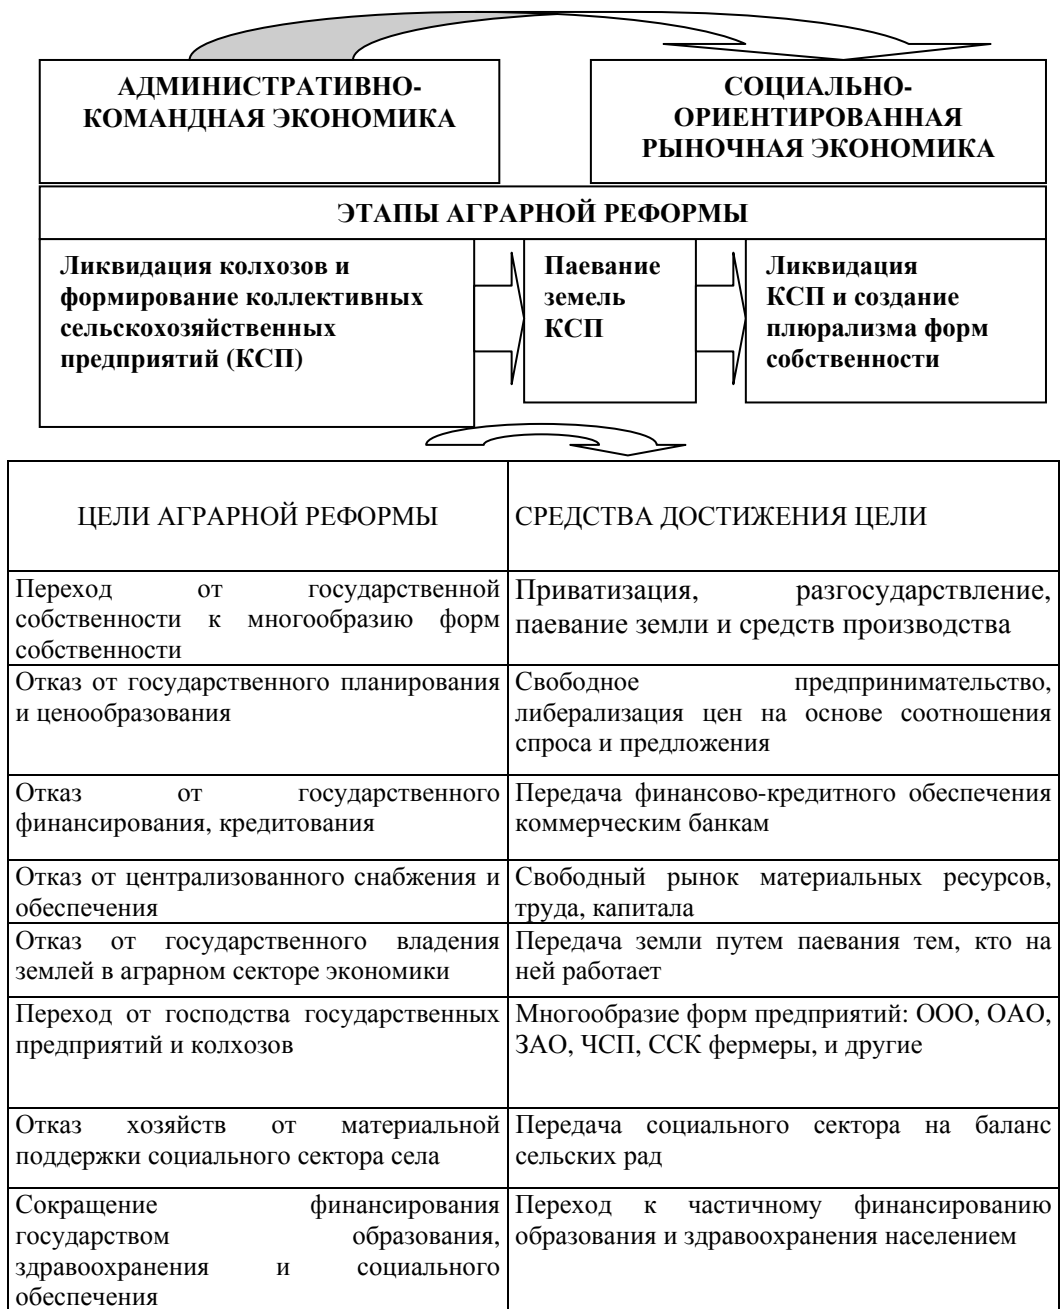 АДМИНИСТРАТИВНО-
КОМАНДНАЯ ЭКОНОМИКА
СОЦИАЛЬНО-
ОРИЕНТИРОВАННАЯ
РЫНОЧНАЯ ЭКОНОМИКА
ЭТАПЫ АГРАРНОЙ РЕФОРМЫ
Ликвидация колхозов и
формирование коллективных
сельскохозяйственных
предприятий (КСП)
Паевание
земель
КСП
Ликвидация
КСП и создание
плюрализма форм
собственности
ЦЕЛИ АГРАРНОЙ РЕФОРМЫ
СРЕДСТВА ДОСТИЖЕНИЯ ЦЕЛИ
Переход от государственной
собственности к многообразию форм
собственности
Приватизация, разгосударствление,
паевание земли и средств производства
Отказ от государственного планирования
и ценообразования
Свободное предпринимательство,
либерализация цен на основе соотношения
спроса и предложения
Отказ от государственного
финансирования, кредитования
Передача финансово-кредитного обеспечения
коммерческим банкам
Отказ от централизованного снабжения и
обеспечения
Свободный рынок материальных ресурсов,
труда, капитала
Отказ от государственного владения
землей в аграрном секторе экономики
Передача земли путем паевания тем, кто на
ней работает
Переход от господства государственных
предприятий и колхозов
Многообразие форм предприятий: ООО, ОАО,
ЗАО, ЧСП, ССК фермеры, и другие
Отказ хозяйств от материальной
поддержки социального сектора села
Передача социального сектора на баланс
сельских рад
Сокращение финансирования
государством образования,
здравоохранения и социального
обеспечения
Переход к частичному финансированию
образования и здравоохранения населением